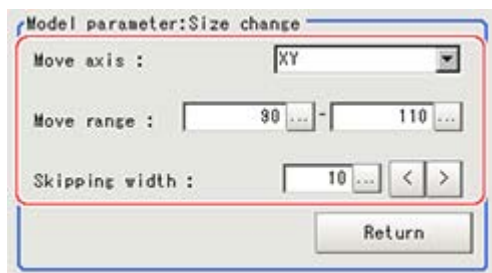 Model parameter:Size change
Move axis : XY
Move range : 90 ... - 110 ...
Skipping width : 10 ... < >
Return